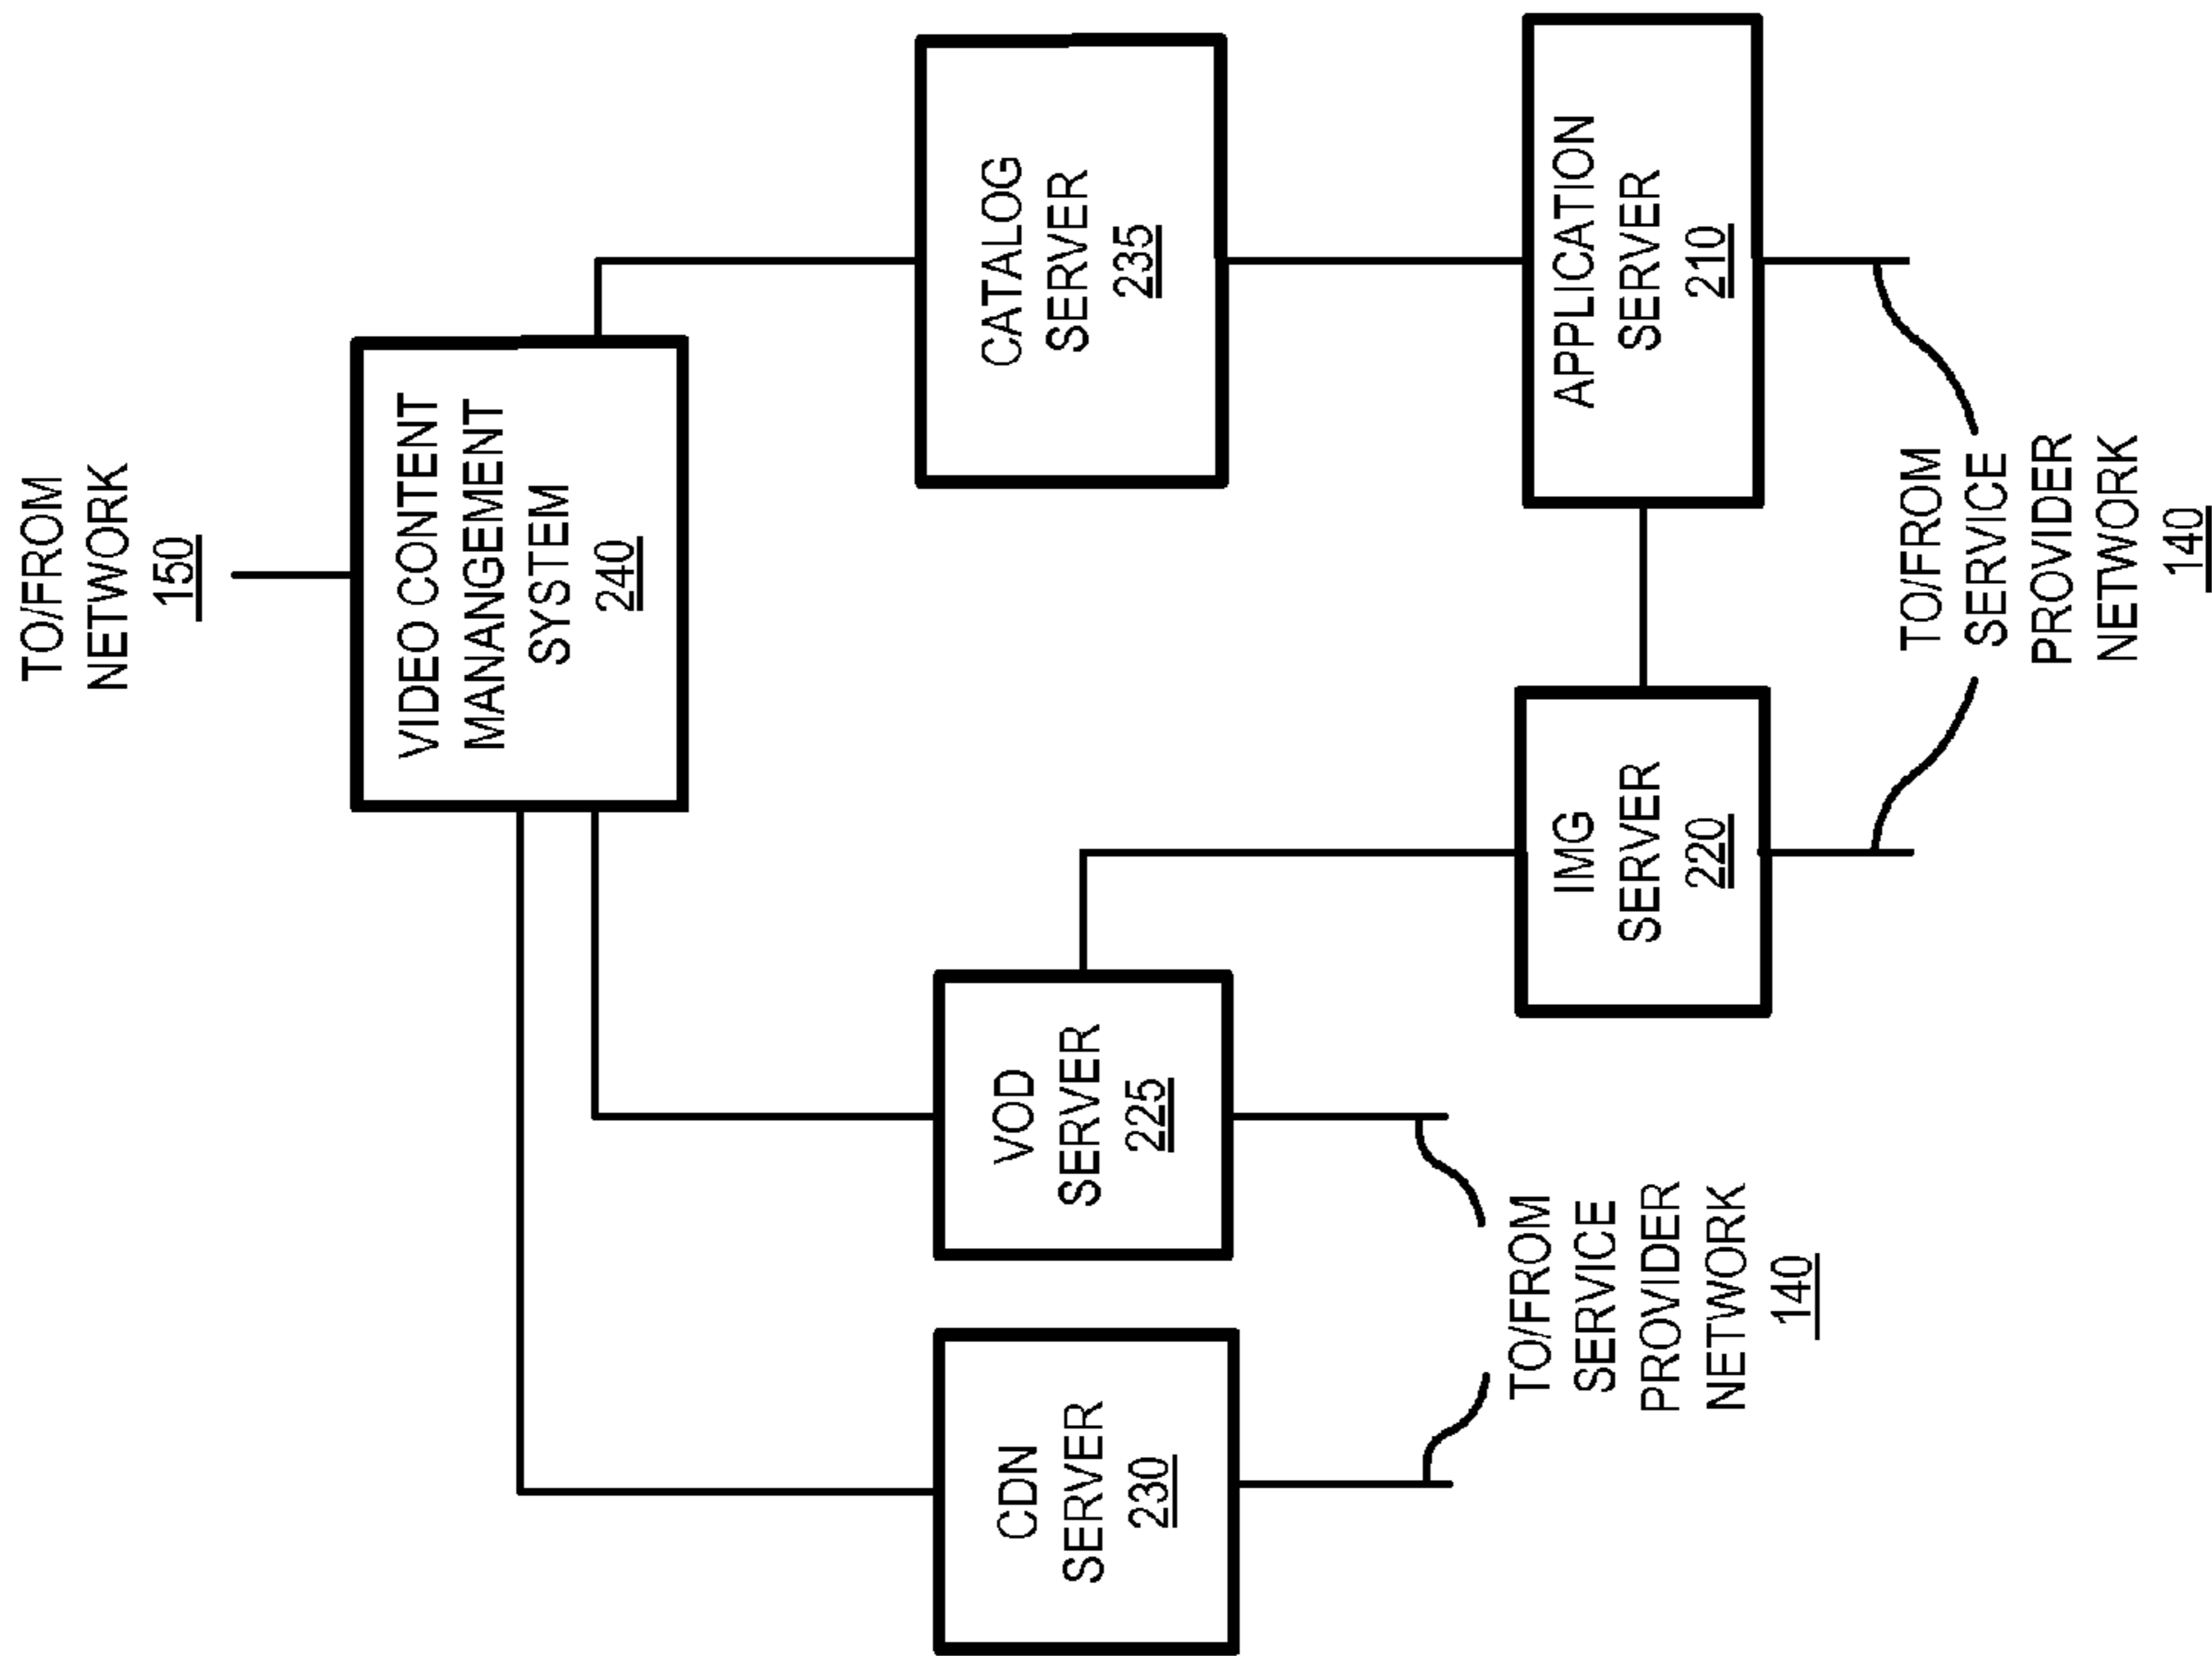 TO/FROM
NETWORK
150
VIDEO CONTENT
MANANGEMENT
SYSTEM
240
CATALOG
SERVER
235
VOD
SERVER
225
CDN
SERVER
230
APPLICATION
SERVER
210
IMG
SERVER
220
TO/FROM
SERVICE
PROVIDER
NETWORK
140
TO/FROM
SERVICE
PROVIDER
NETWORK
140